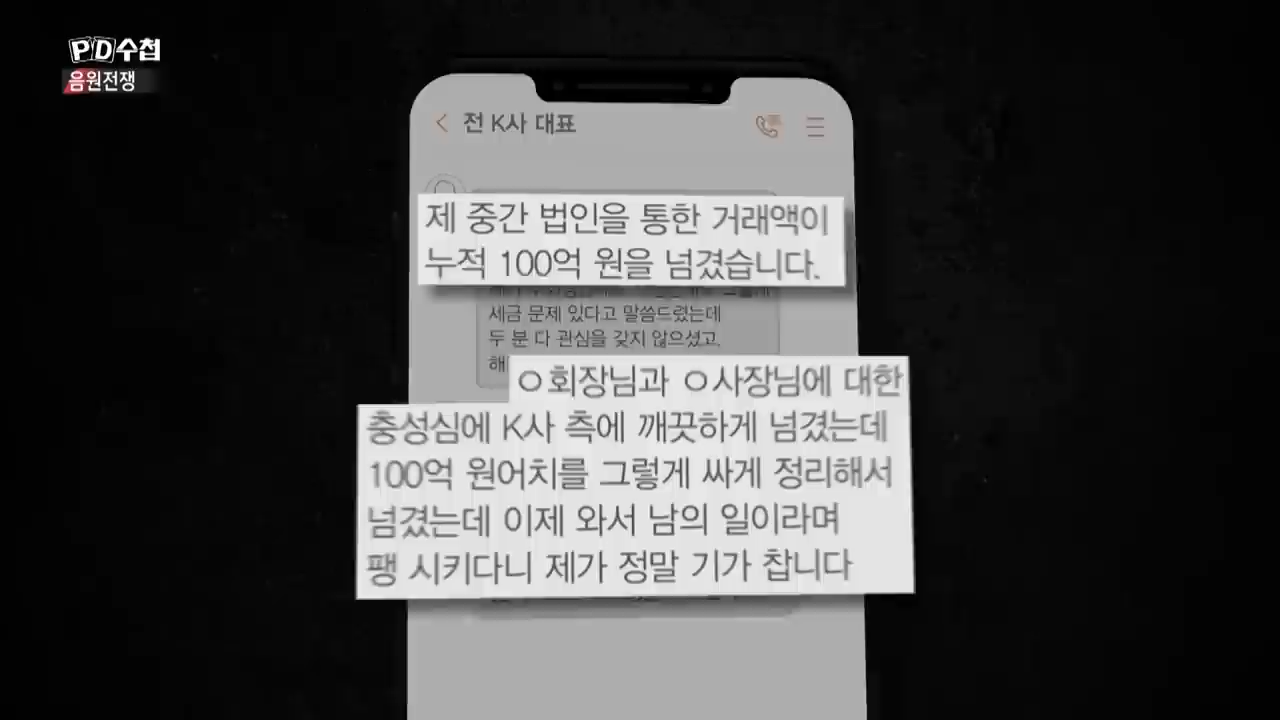 PD수첩
음원전쟁
전 K사 대표
제 중간 법인을 통한 거래액이
누적 100억 원을 넘겼습니다.
세금 문제 있다고 말씀드렸는데
두 분 다 관심을 갖지 않으셨고.
해
ㅇ회장님과 ㅇ사장님에 대한
충성심에 K사 측에 깨끗하게 넘겼는데
100억 원어치를 그렇게 싸게 정리해서
넘겼는데 이제 와서 남의 일이라며
팽 시키다니 제가 정말 기가 찹니다